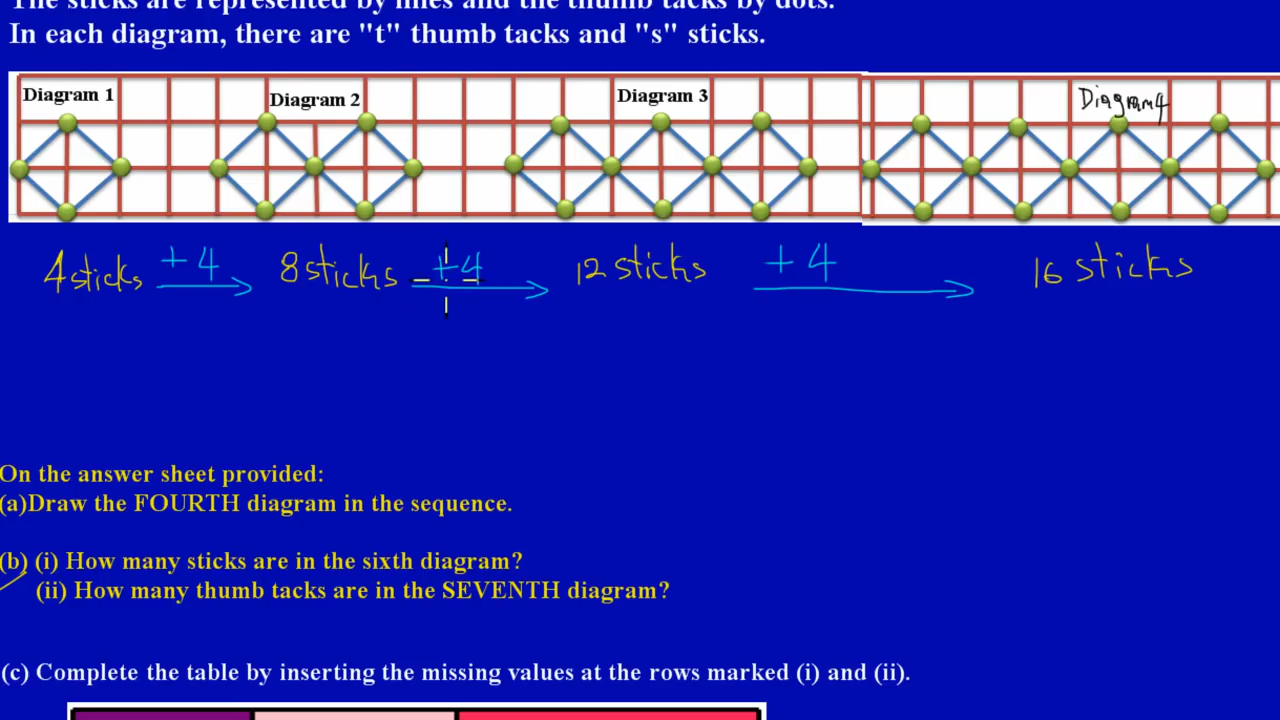 The sticks are represented by lines and the thumb tacks by dots.
In each diagram, there are "t" thumb tacks and "s" sticks.
Diagram 1
Diagram 2
Diagram 3
Diagram 4
4 sticks +4 8 sticks +4 12 sticks +4 16 sticks
On the answer sheet provided:
(a)Draw the FOURTH diagram in the sequence.
(b) (i) How many sticks are in the sixth diagram?
(ii) How many thumb tacks are in the SEVENTH diagram?
(c) Complete the table by inserting the missing values at the rows marked (i) and (ii).